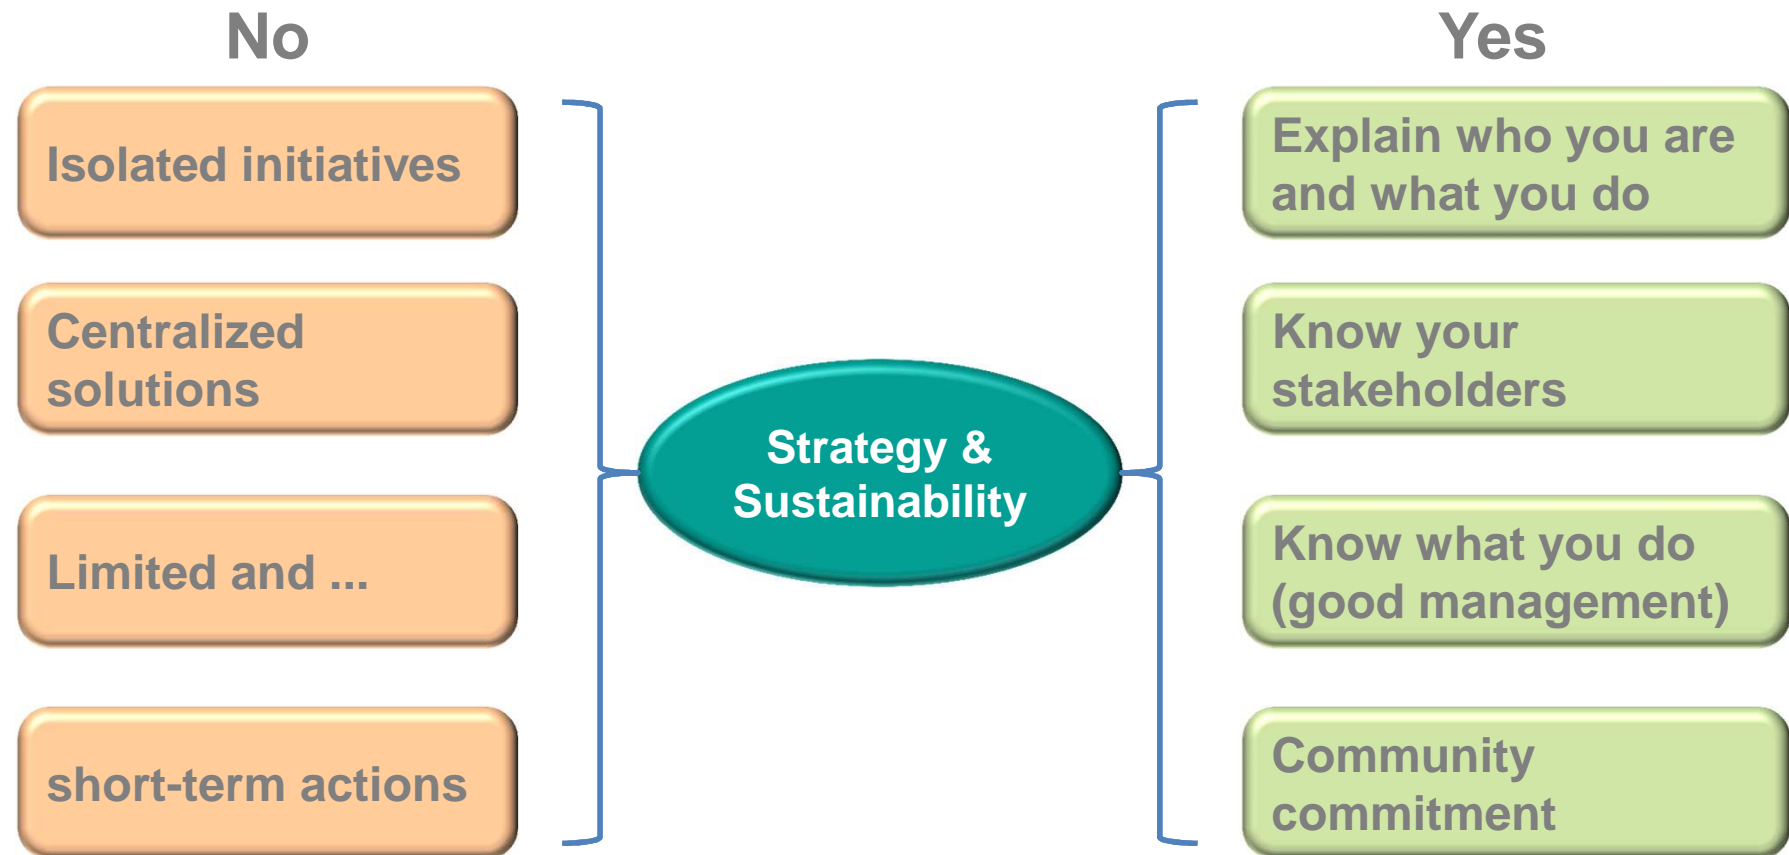 No
Isolated initiatives
Centralized
solutions
Limited and ...
short-term actions
Strategy &
Sustainability
Yes
Explain who you are
and what you do
Know your
stakeholders
Know what you do
(good management)
Community
commitment